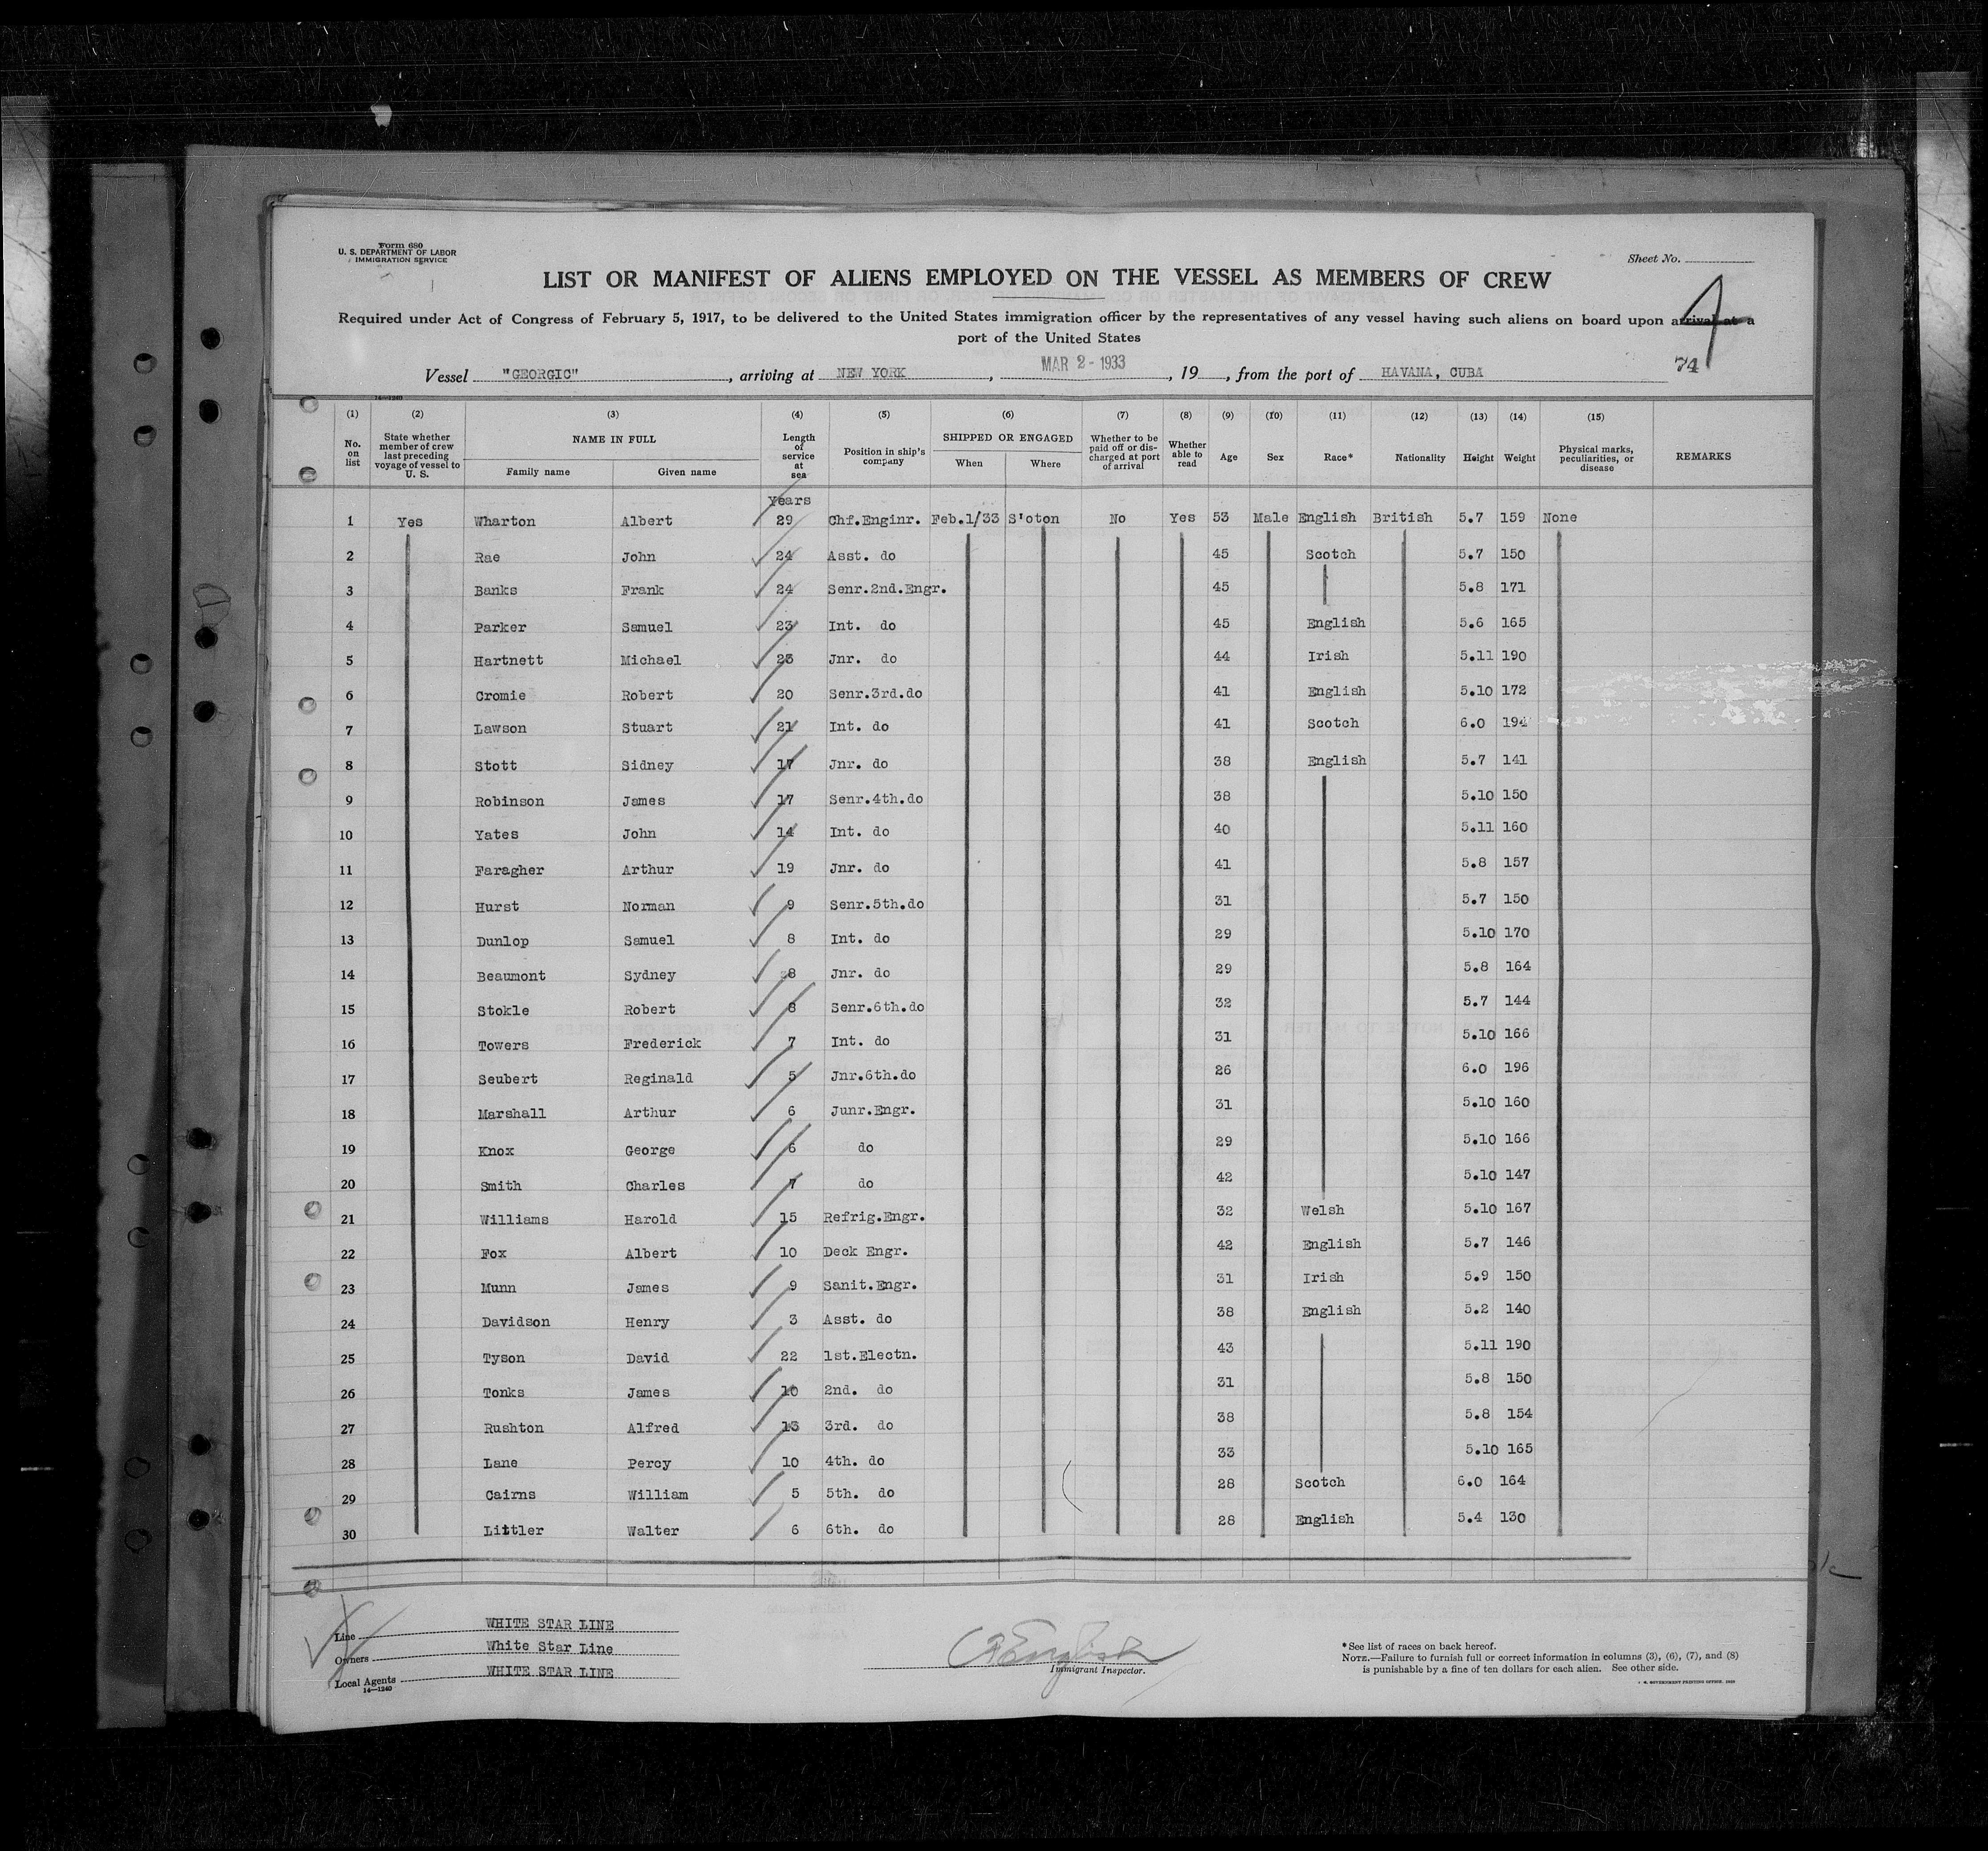 Form 680
U. S. DEPARTMENT OF LABOR
IMMIGRATION SERVICE
Sheet No.
4
LIST OR MANIFEST OF ALIENS EMPLOYED ON THE VESSEL AS MEMBERS OF CREW
Required under Act of Congress of February 5, 1917, to be delivered to the United States immigration officer by the representatives of any vessel having such aliens on board upon arrival at a
port of the United States
74
Vessel "GEORGIC", arriving at NEW YORK, MAR 2 - 1933, 19, from the port of HAVANA, CUBA
14—1240
(1) (2) (3) (4) (5) (6) (7) (8) (9) (10) (11) (12) (13) (14) (15)
No. on list State whether member of crew last preceding voyage of vessel to U. S. NAME IN FULL Family name Given name Length of service at sea Position in ship's company SHIPPED OR ENGAGED When Where Whether to be paid off or discharged at port of arrival Whether able to read Age Sex Race* Nationality Height Weight Physical marks, peculiarities, or disease REMARKS
Years
1 Yes Wharton Albert 29 Chf.Enginr. Feb.1/33 S'oton No Yes 53 Male English British 5.7 159 None
2 Rae John 24 Asst. do 45 Scotch 5.7 150
3 Banks Frank 24 Senr.2nd.Engr. 45 5.8 171
4 Parker Samuel 23 Int. do 45 English 5.6 165
5 Hartnett Michael 23 Jnr. do 44 Irish 5.11 190
6 Cromie Robert 20 Senr.3rd.do 41 English 5.10 172
7 Lawson Stuart 21 Int. do 41 Scotch 6.0 194
8 Stott Sidney 17 Jnr. do 38 English 5.7 141
9 Robinson James 17 Senr.4th.do 38 5.10 150
10 Yates John 14 Int. do 40 5.11 160
11 Faragher Arthur 19 Jnr. do 41 5.8 157
12 Hurst Norman 9 Senr.5th.do 31 5.7 150
13 Dunlop Samuel 8 Int. do 29 5.10 170
14 Beaumont Sydney 8 Jnr. do 29 5.8 164
15 Stokle Robert 8 Senr.6th.do 32 5.7 144
16 Towers Frederick 7 Int. do 31 5.10 166
17 Seubert Reginald 5 Jnr.6th.do 26 6.0 196
18 Marshall Arthur 6 Junr.Engr. 31 5.10 160
19 Knox George 6 do 29 5.10 166
20 Smith Charles 7 do 42 5.10 147
21 Williams Harold 15 Refrig.Engr. 32 Welsh 5.10 167
22 Fox Albert 10 Deck Engr. 42 English 5.7 146
23 Munn James 9 Sanit.Engr. 31 Irish 5.9 150
24 Davidson Henry 3 Asst. do 38 English 5.2 140
25 Tyson David 22 1st.Electn. 43 5.11 190
26 Tonks James 10 2nd. do 31 5.8 150
27 Rushton Alfred 13 3rd. do 38 5.8 154
28 Lane Percy 10 4th. do 33 5.10 165
29 Cairns William 5 5th. do 28 Scotch 6.0 164
30 Littler Walter 6 6th. do 28 English 5.4 130
Line WHITE STAR LINE
Owners White Star Line
Local Agents WHITE STAR LINE
14—1240
Immigrant Inspector.
*See list of races on back hereof.
NOTE.—Failure to furnish full or correct information in columns (3), (6), (7), and (8)
is punishable by a fine of ten dollars for each alien. See other side.